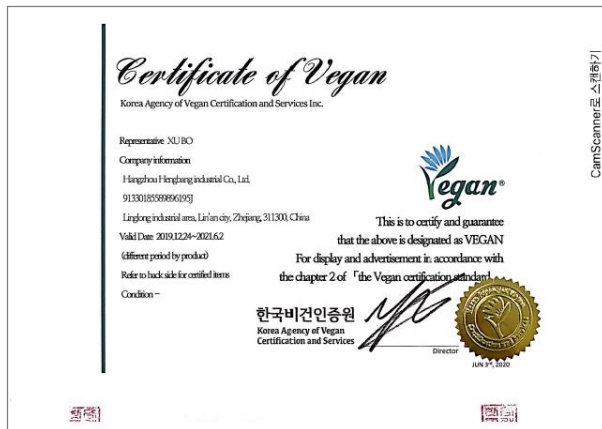 Certificate of Vegan
Korea Agency of Vegan Certification and Services Inc.
Representative XU BO
Company information
Hangzhou Hengbang industrial Co., Ltd.
Linglong industrial area, Lin'an city, Zhejiang, 311300, China
Valid Date 2019.12.24~2021.6.2
(different period by product)
Refer to back side for certified items
Condition –
Vegan®
This is to certify and guarantee
that the above is designated as VEGAN
For display and advertisement in accordance with
the chapter 2 of 「the Vegan certification standard」
한국비건인증원
Korea Agency of Vegan
Certification and Services
Director
JUN 3rd, 2020
CamScanner로 스캔하기